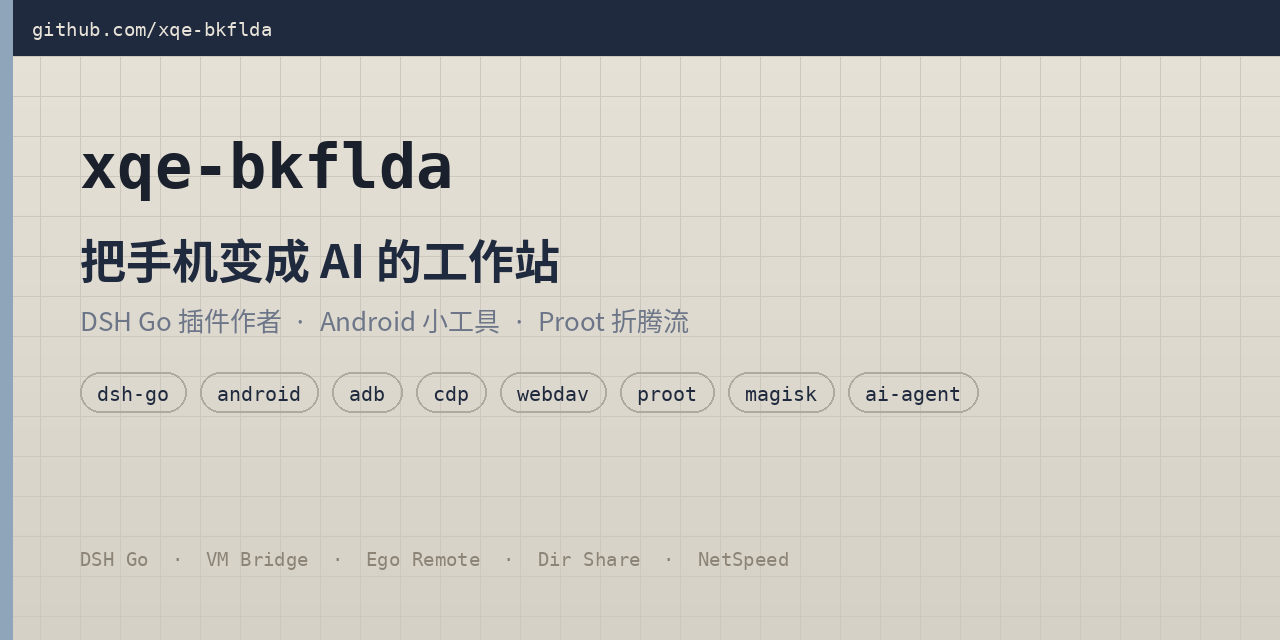 github.com/xqe-bkflda
xqe-bkflda
把手机变成 AI 的工作站
DSH Go 插件作者 · Android 小工具 · Proot 折腾流
dsh-go android adb cdp webdav proot magisk ai-agent
DSH Go · VM Bridge · Ego Remote · Dir Share · NetSpeed